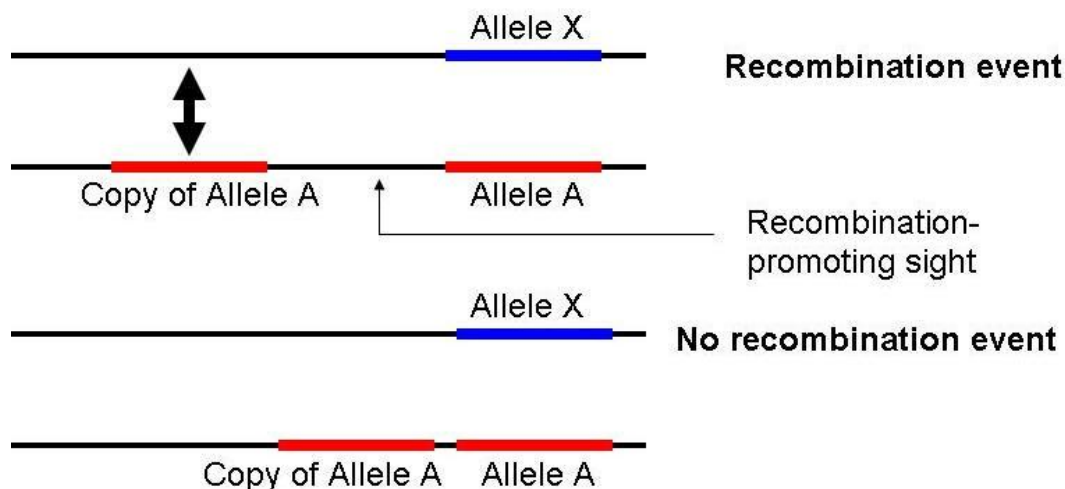 Allele X
Recombination event
Copy of Allele A
Allele A
Recombination-
promoting sight
Allele X
No recombination event
Copy of Allele A
Allele A